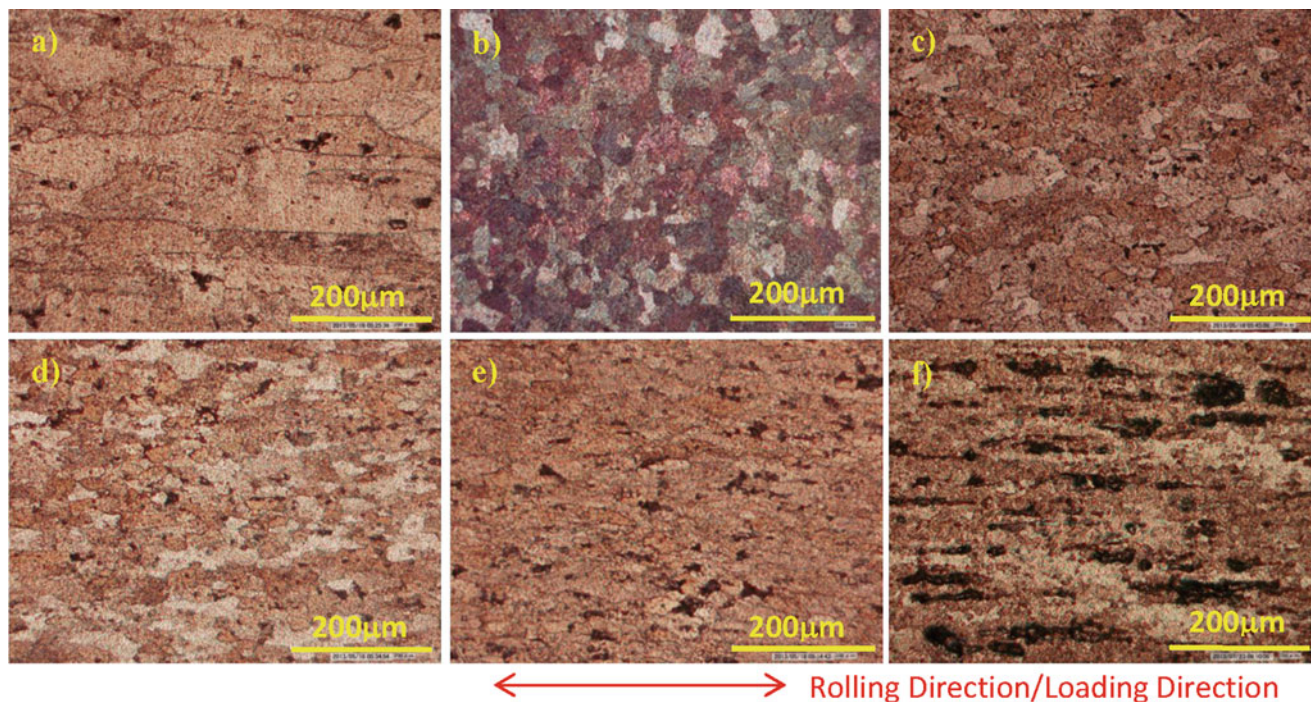 a)
b)
c)
200μm
200μm
200μm
d)
e)
f)
200μm
200μm
200μm
Rolling Direction/Loading Direction